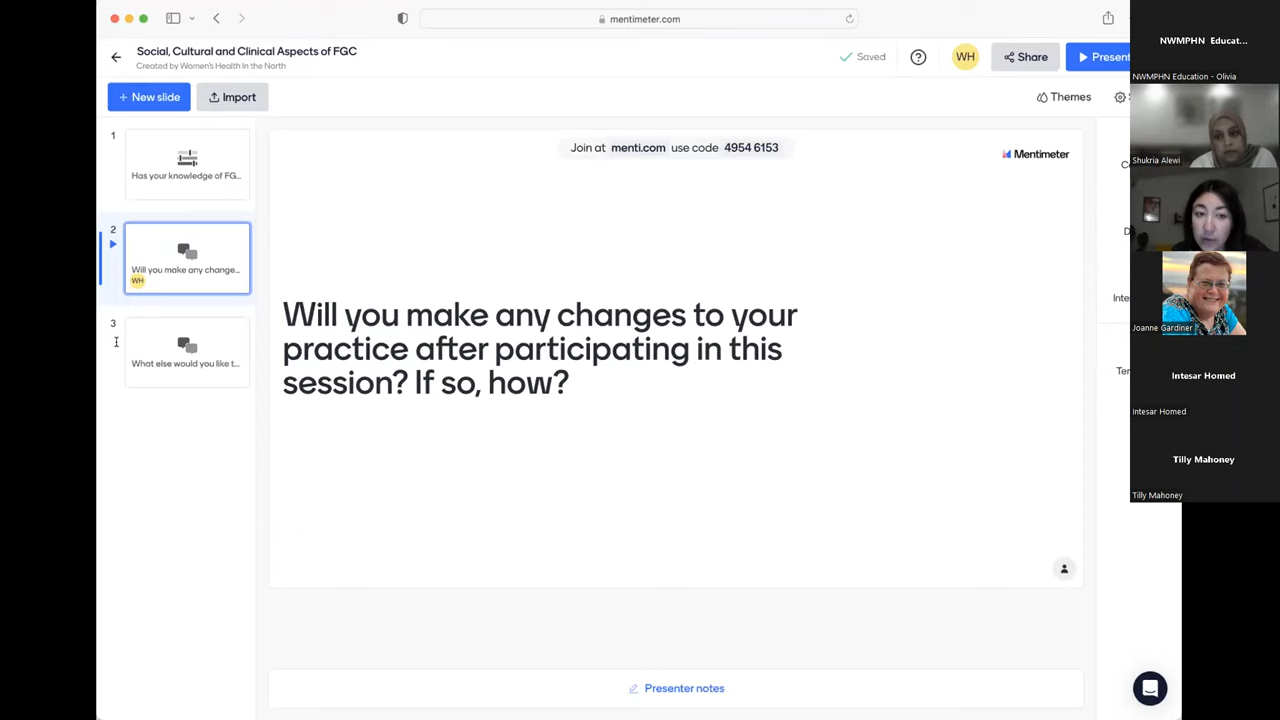 mentimeter.com
Social, Cultural and Clinical Aspects of FGC
Created by Women's Health In the North
Saved
?
WH
Share
Present
+ New slide
Import
Themes
1
Has your knowledge of FG...
2
Will you make any change...
WH
3
What else would you like t...
Join at menti.com use code 4954 6153
Mentimeter
Will you make any changes to your
practice after participating in this
session? If so, how?
Presenter notes
Inte
Ter
NWMPHN Educat...
NWMPHN Education - Olivia
Shukria Alewi
Joanne Gardiner
Intesar Homed
Intesar Homed
Tilly Mahoney
Tilly Mahoney